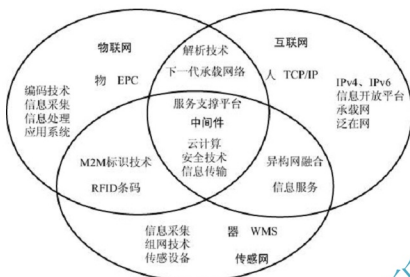 物联网
物 EPC
编码技术
信息采集
信息处理
应用系统
解析技术
下一代承载网络
互联网
人 TCP/IP
IPv4、IPv6
信息开放平台
承载网
泛在网
服务支撑平台
中间件
云计算
安全技术
信息传输
M2M标识技术
RFID条码
异构网融合
信息服务
信息采集
组网技术
传感设备
器 WMS
传感网